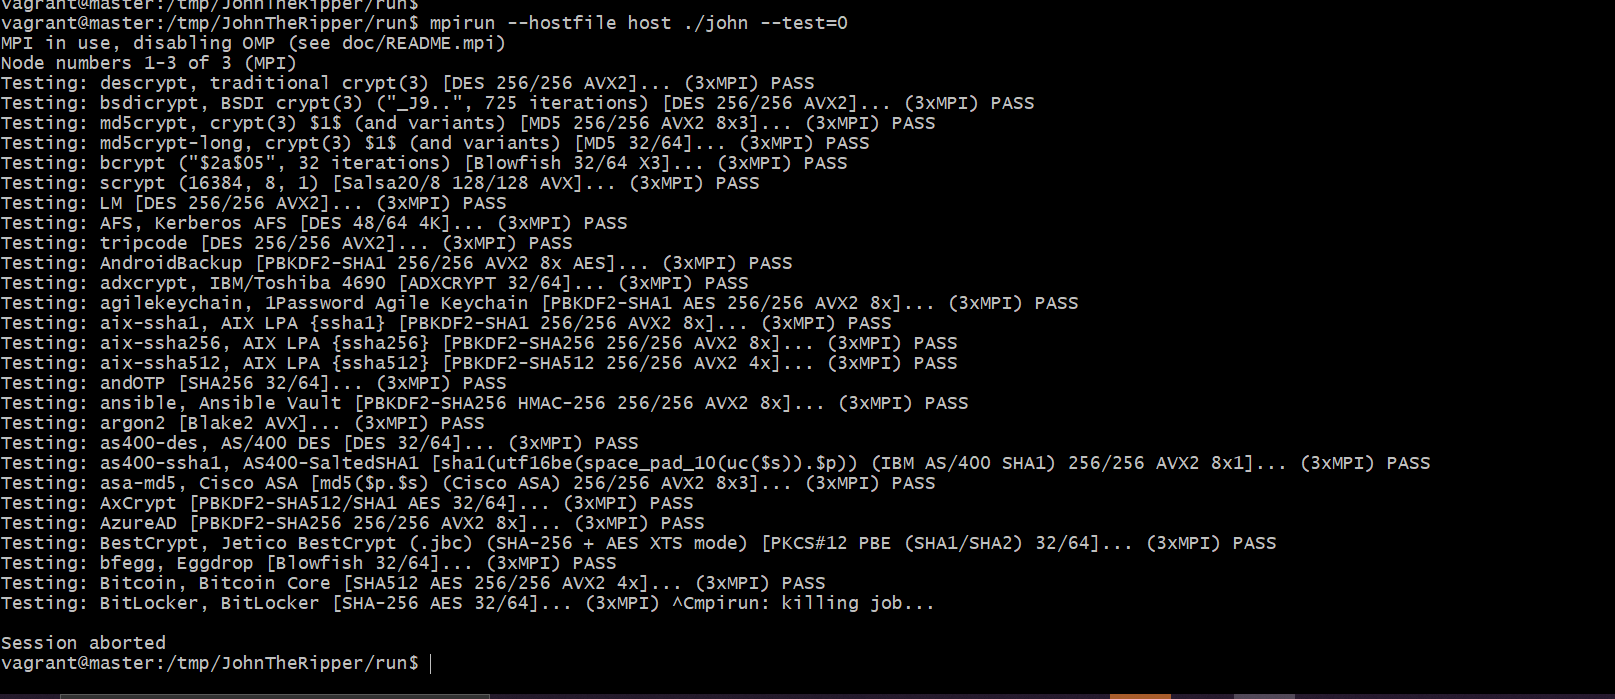 vagrant@master:/tmp/JohnTheRipper/run$
vagrant@master:/tmp/JohnTheRipper/run$ mpirun --hostfile host ./john --test=0
MPI in use, disabling OMP (see doc/README.mpi)
Node numbers 1-3 of 3 (MPI)
Testing: descrypt, traditional crypt(3) [DES 256/256 AVX2]... (3xMPI) PASS
Testing: bsdicrypt, BSDI crypt(3) ("_J9..", 725 iterations) [DES 256/256 AVX2]... (3xMPI) PASS
Testing: md5crypt, crypt(3) $1$ (and variants) [MD5 256/256 AVX2 8x3]... (3xMPI) PASS
Testing: md5crypt-long, crypt(3) $1$ (and variants) [MD5 32/64]... (3xMPI) PASS
Testing: bcrypt ("$2a$05", 32 iterations) [Blowfish 32/64 X3]... (3xMPI) PASS
Testing: scrypt (16384, 8, 1) [Salsa20/8 128/128 AVX]... (3xMPI) PASS
Testing: LM [DES 256/256 AVX2]... (3xMPI) PASS
Testing: AFS, Kerberos AFS [DES 48/64 4K]... (3xMPI) PASS
Testing: tripcode [DES 256/256 AVX2]... (3xMPI) PASS
Testing: AndroidBackup [PBKDF2-SHA1 256/256 AVX2 8x AES]... (3xMPI) PASS
Testing: adxcrypt, IBM/Toshiba 4690 [ADXCRYPT 32/64]... (3xMPI) PASS
Testing: agilekeychain, 1Password Agile Keychain [PBKDF2-SHA1 AES 256/256 AVX2 8x]... (3xMPI) PASS
Testing: aix-ssha1, AIX LPA {ssha1} [PBKDF2-SHA1 256/256 AVX2 8x]... (3xMPI) PASS
Testing: aix-ssha256, AIX LPA {ssha256} [PBKDF2-SHA256 256/256 AVX2 8x]... (3xMPI) PASS
Testing: aix-ssha512, AIX LPA {ssha512} [PBKDF2-SHA512 256/256 AVX2 4x]... (3xMPI) PASS
Testing: andOTP [SHA256 32/64]... (3xMPI) PASS
Testing: ansible, Ansible Vault [PBKDF2-SHA256 HMAC-256 256/256 AVX2 8x]... (3xMPI) PASS
Testing: argon2 [Blake2 AVX]... (3xMPI) PASS
Testing: as400-des, AS/400 DES [DES 32/64]... (3xMPI) PASS
Testing: as400-ssha1, AS400-SaltedSHA1 [sha1(utf16be(space_pad_10(uc($s)).$p)) (IBM AS/400 SHA1) 256/256 AVX2 8x1]... (3xMPI) PASS
Testing: asa-md5, Cisco ASA [md5($p.$s) (Cisco ASA) 256/256 AVX2 8x3]... (3xMPI) PASS
Testing: AxCrypt [PBKDF2-SHA512/SHA1 AES 32/64]... (3xMPI) PASS
Testing: AzureAD [PBKDF2-SHA256 256/256 AVX2 8x]... (3xMPI) PASS
Testing: BestCrypt, Jetico BestCrypt (.jbc) (SHA-256 + AES XTS mode) [PKCS#12 PBE (SHA1/SHA2) 32/64]... (3xMPI) PASS
Testing: bfegg, Eggdrop [Blowfish 32/64]... (3xMPI) PASS
Testing: Bitcoin, Bitcoin Core [SHA512 AES 256/256 AVX2 4x]... (3xMPI) PASS
Testing: BitLocker, BitLocker [SHA-256 AES 32/64]... (3xMPI) ^Cmpirun: killing job...
Session aborted
vagrant@master:/tmp/JohnTheRipper/run$